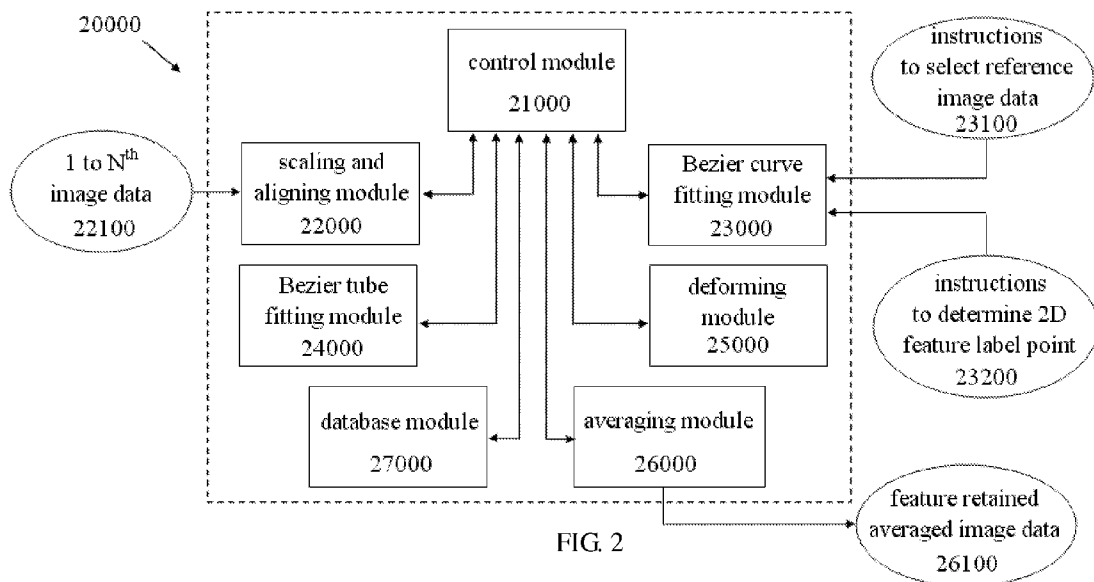 20000
control module
21000
instructions
to select reference
image data
23100
1 to Nth
image data
22100
scaling and
aligning module
22000
Bezier curve
fitting module
23000
Bezier tube
fitting module
24000
deforming
module
25000
instructions
to determine 2D
feature label point
23200
database module
27000
averaging module
26000
feature retained
averaged image data
26100
FIG. 2